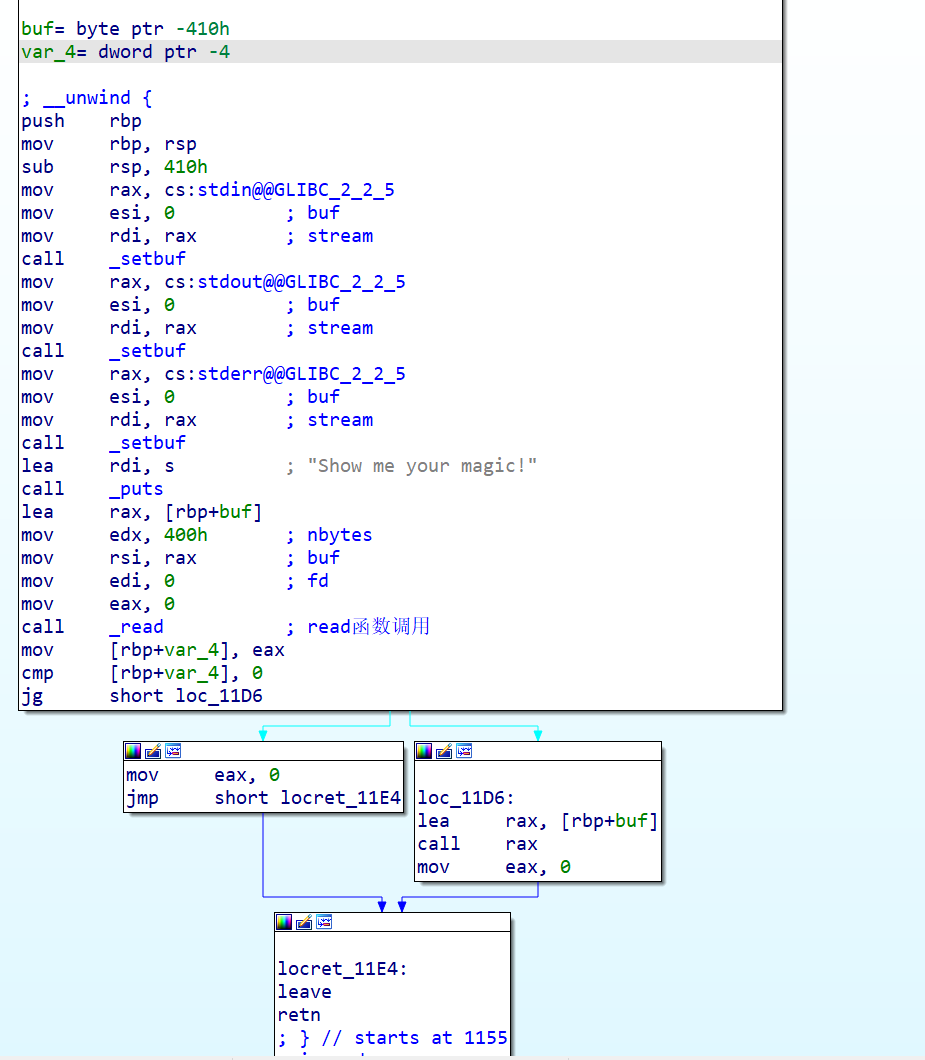 buf= byte ptr -410h
var_4= dword ptr -4
; __unwind {
push rbp
mov rbp, rsp
sub rsp, 410h
mov rax, cs:stdin@@GLIBC_2_2_5
mov esi, 0 ; buf
mov rdi, rax ; stream
call _setbuf
mov rax, cs:stdout@@GLIBC_2_2_5
mov esi, 0 ; buf
mov rdi, rax ; stream
call _setbuf
mov rax, cs:stderr@@GLIBC_2_2_5
mov esi, 0 ; buf
mov rdi, rax ; stream
call _setbuf
lea rdi, s ; "Show me your magic!"
call _puts
lea rax, [rbp+buf]
mov edx, 400h ; nbytes
mov rsi, rax ; buf
mov edi, 0 ; fd
mov eax, 0
call _read ; read函数调用
mov [rbp+var_4], eax
cmp [rbp+var_4], 0
jg short loc_11D6
mov eax, 0
jmp short locret_11E4
loc_11D6:
lea rax, [rbp+buf]
call rax
mov eax, 0
locret_11E4:
leave
retn
; } // starts at 1155